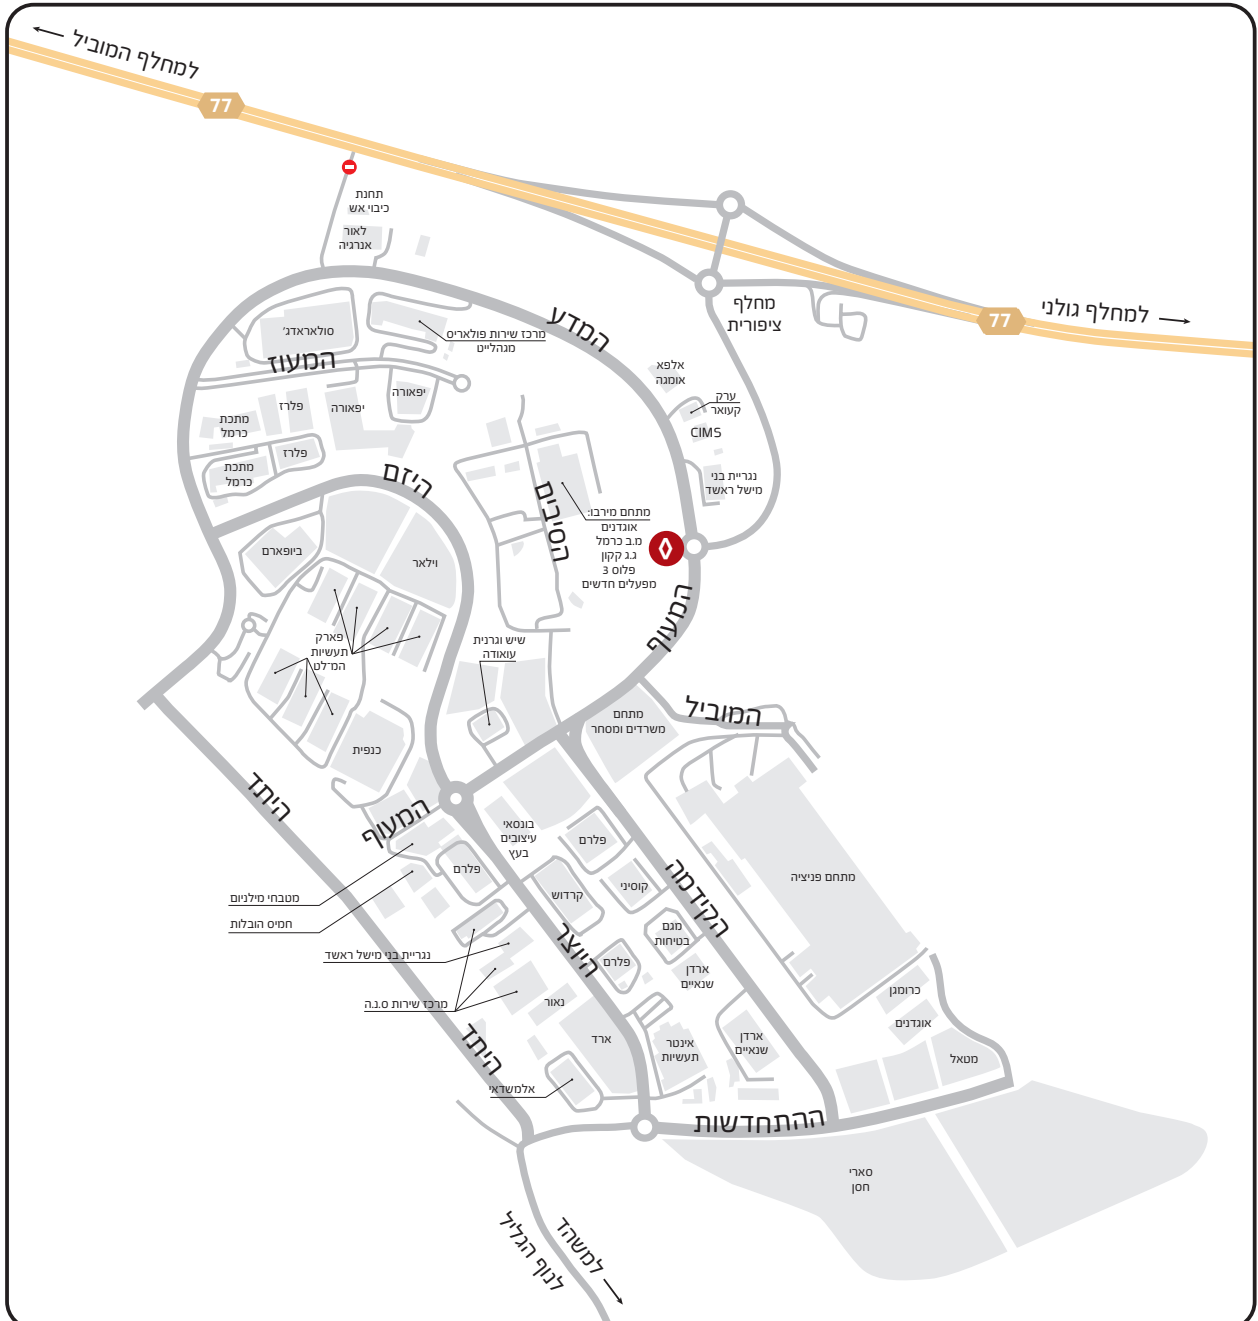 למחלף המוביל
77
תחנת
כיבוי אש
לאור
אנרגיה
מחלף
ציפורית
למחלף גולני
77
המדע
סולאראדג׳
מרכז שירות פולאריס
מגהלייט
המעוז
אלפא
אומגה
ערק
קעואר
CIMS
נגריית בני
מישל ראשד
יפאורה
יפאורה
פלרז
מתכת
כרמל
פלרז
מתכת
כרמל
היזם
הסיבים
מתחם מירבו:
אוגדנים
מ.ב כרמל
ג.ג קקון
פלוס 3
מפעלים חדשים
ביופארם
וילאר
המעוף
פארק
תעשיות
המ־לט
שיש וגרנית
עואודה
מתחם
משרדים ומסחר
המוביל
כנפית
היתד
המעוף
בונסאי
עיצובים
בעץ
פלרם
פלרם
קוסיני
קרדוש
הקידמה
מתחם פניציה
מטבחי מילניום
חמיס הובלות
נגריית בני מישל ראשד
מרכז שירות ס.נ.ה
היוצר
מגם
בטיחות
פלרם
ארדן
שנאיים
נאור
ארד
אינטר
תעשיות
ארדן
שנאיים
כרומגן
אוגדנים
מטאל
היתד
אלמשדאי
ההתחדשות
סארי
חסן
למשהד
לנוף הגליל